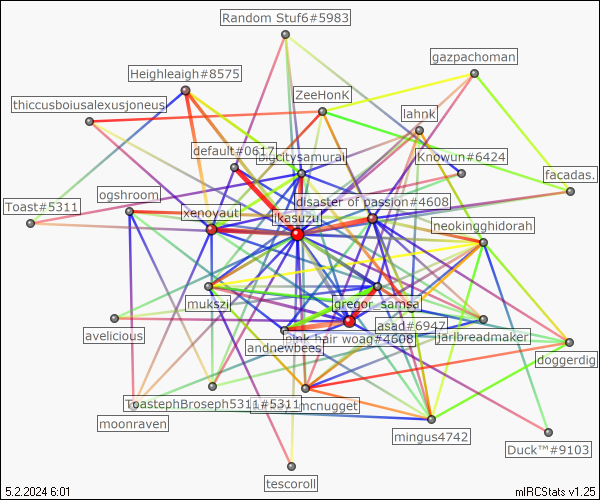 Random Stuf6#5983
gazpachoman
Heighleaigh#8575
ZeeHonK
thiccusboiusalexusjoneus
lahnk
default#0617
bigcitysamurai
Knowun#6424
facadas.
Toast#5311
ogshroom
xenoyaut
ikasuzu
disaster of passion#4608
neokingghidorah
mukszi
gregor_samsa
avelicious
asad#6947
andnewbees
pink hair woag#4608
jarlbreadmaker
doggerdig
ToastephBroseph5311#5311
mcnugget
moonraven
mingus4742
Duck™#9103
tescoroll
5.2.2024 6:01
mIRCStats v1.25